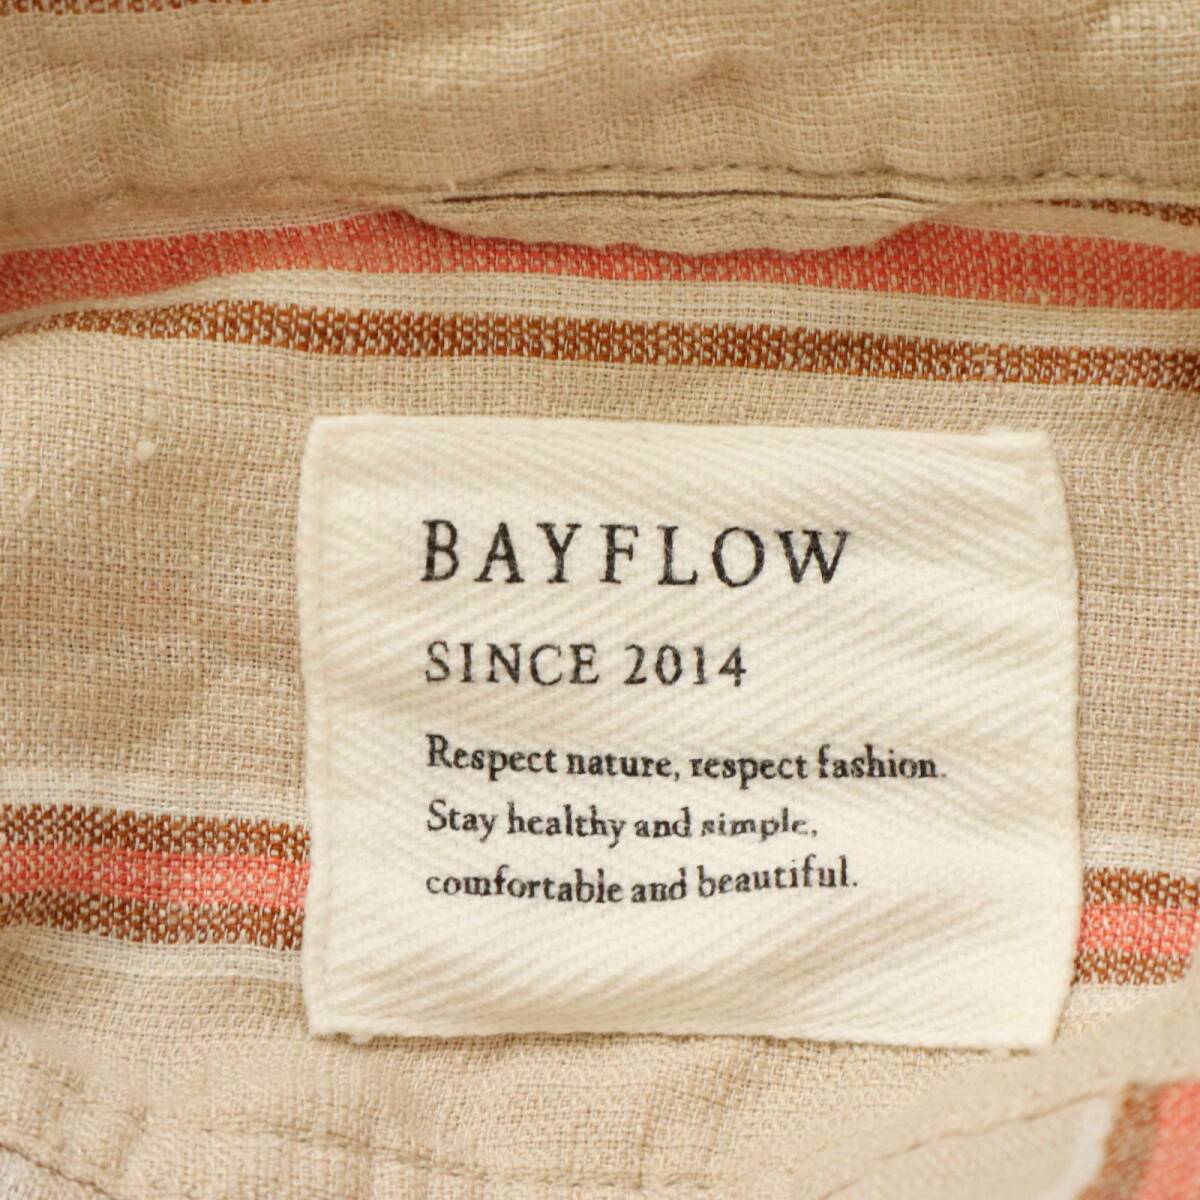 BAYFLOW
SINCE 2014
Respect nature, respect fashion.
Stay healthy and simple,
comfortable and beautiful.